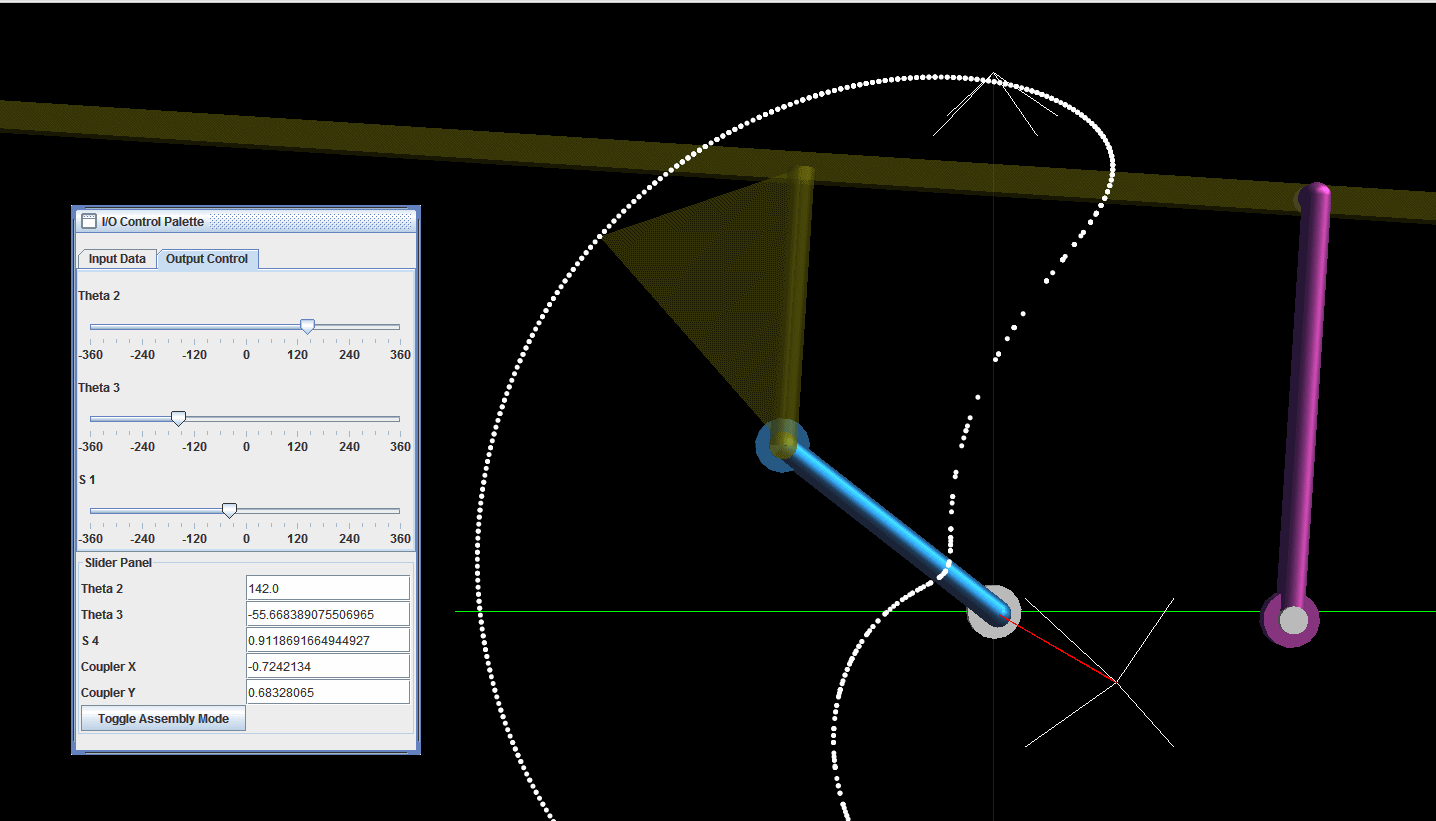 I/O Control Palette
Input Data Output Control
Theta 2
-360 -240 -120 0 120 240 360
Theta 3
-360 -240 -120 0 120 240 360
S 1
-360 -240 -120 0 120 240 360
Slider Panel
Theta 2 142.0
Theta 3 -55.668389075506965
S 4 0.9118691664944927
Coupler X -0.7242134
Coupler Y 0.68328065
Toggle Assembly Mode